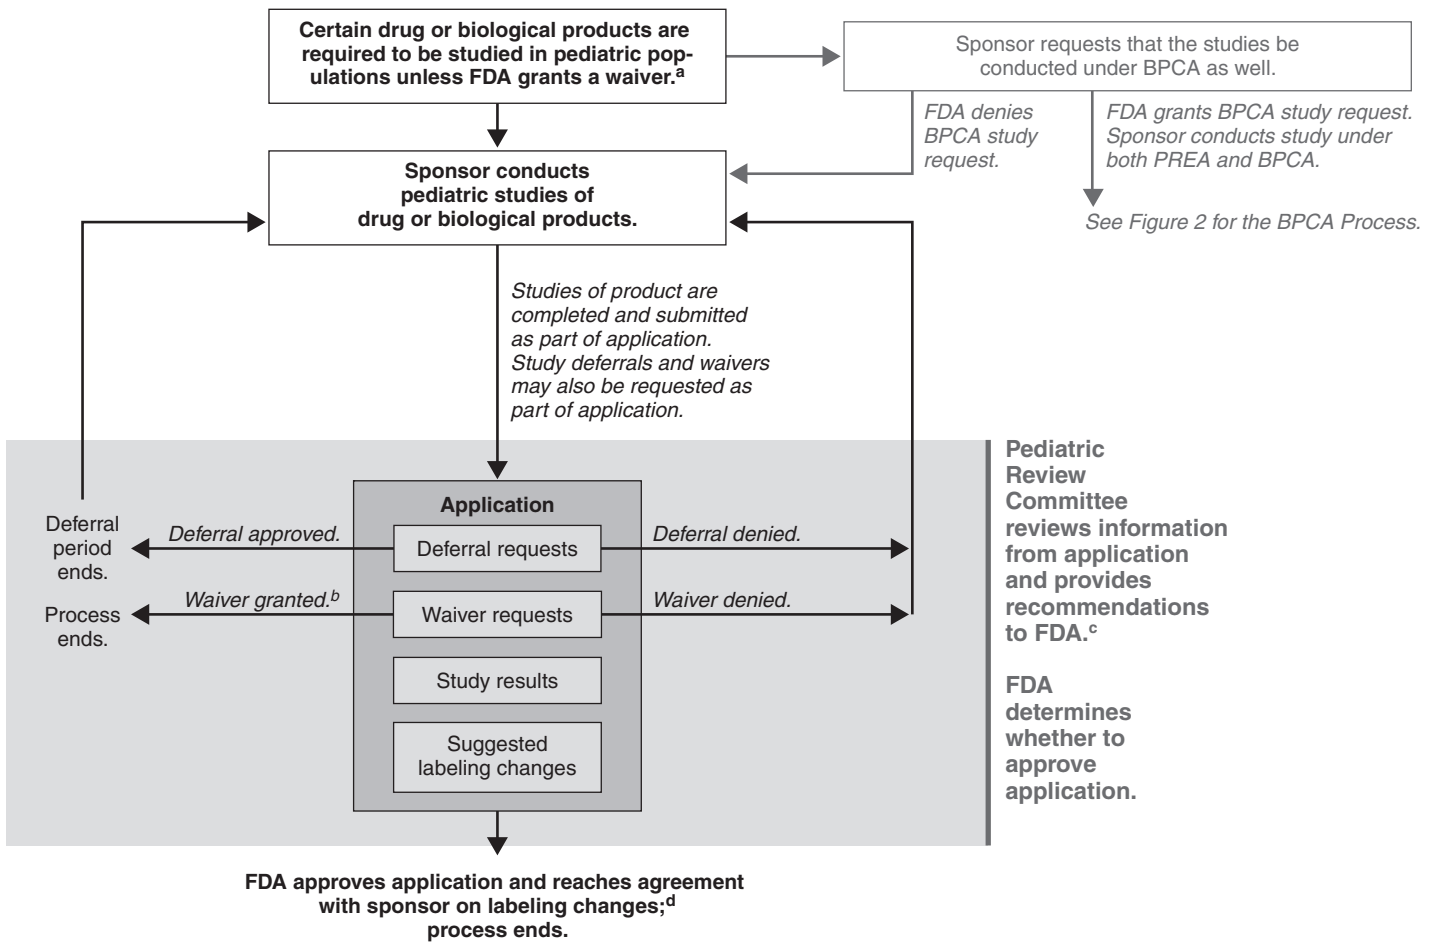 Certain drug or biological products are
required to be studied in pediatric pop-
ulations unless FDA grants a waiver.a
Sponsor requests that the studies be
conducted under BPCA as well.
FDA denies
BPCA study
request.
FDA grants BPCA study request.
Sponsor conducts study under
both PREA and BPCA.
See Figure 2 for the BPCA Process.
Sponsor conducts
pediatric studies of
drug or biological products.
Studies of product are
completed and submitted
as part of application.
Study deferrals and waivers
may also be requested as
part of application.
Application
Deferral requests
Deferral approved.
Deferral denied.
Deferral
period
ends.
Waiver requests
Waiver granted.b
Waiver denied.
Process
ends.
Study results
Suggested
labeling changes
Pediatric
Review
Committee
reviews information
from application
and provides
recommendations
to FDA.c
FDA
determines
whether to
approve
application.
FDA approves application and reaches agreement
with sponsor on labeling changes;d
process ends.